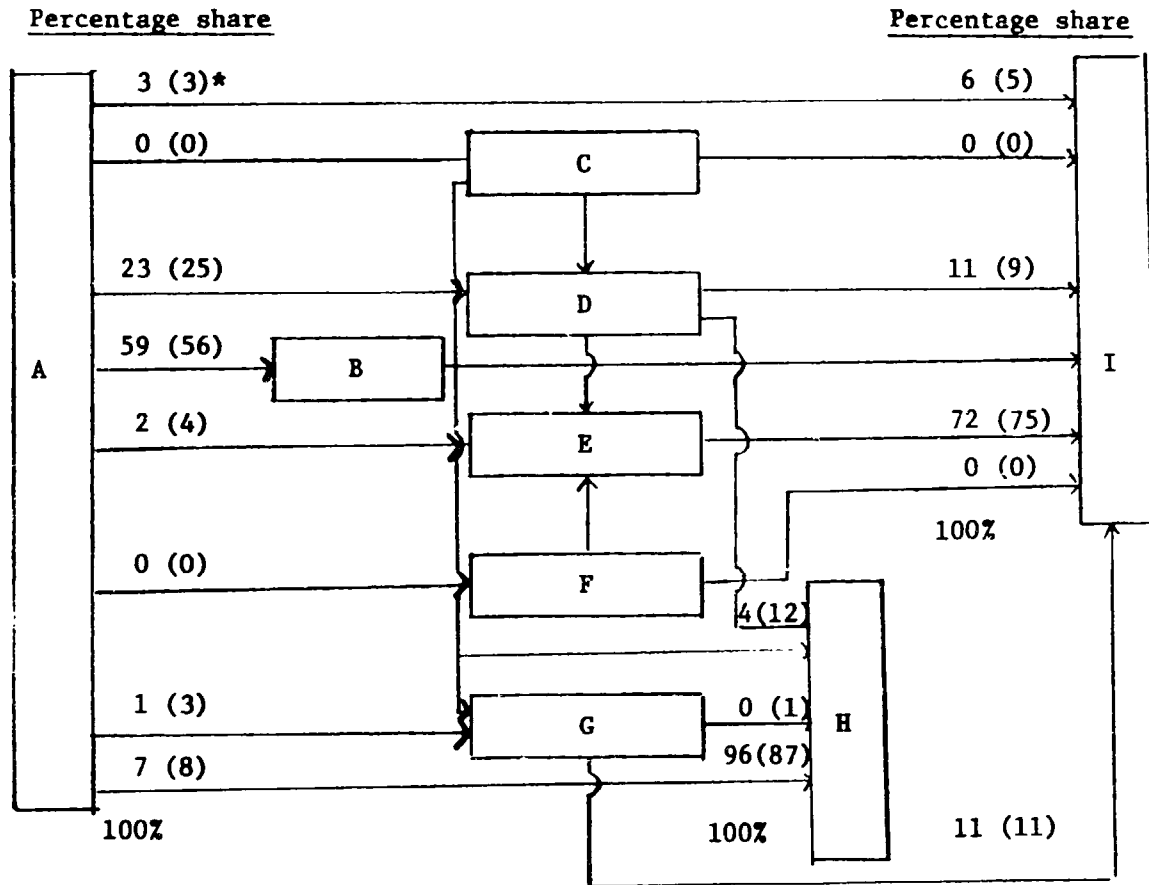 Percentage share Percentage share
3 (3)* 6 (5)
0 (0) 0 (0)
C
23 (25) 11 (9)
D
59 (56)
A B I
2 (4) 72 (75)
E
0 (0)
100%
0 (0) F
4(12)
1 (3) G 0 (1) H
7 (8) 96(87)
100% 100% 11 (11)